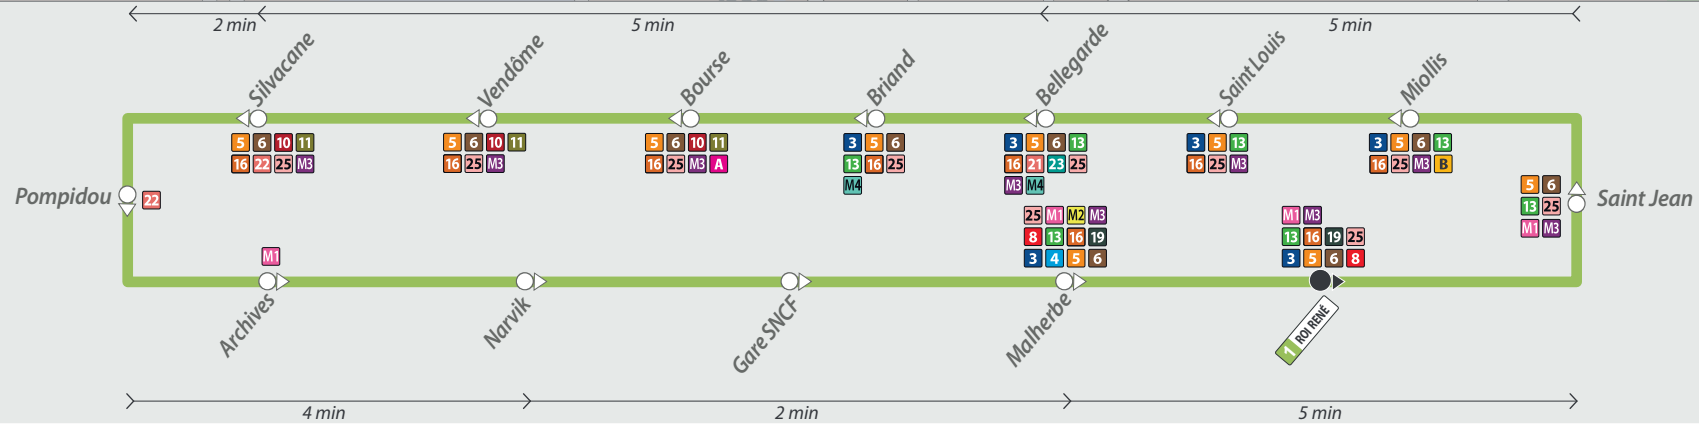 2 min 5 min 5 min
Silvacane
Vendôme
Bourse
Briand
Bellegarde
Saint Louis
Miollis
5 6 10 11
16 22 25 M3
5 6 10 11
16 25 M3
5 6 10 11
16 25 M3 A
3 5 6
13 16 25
M4
3 5 6 13
16 21 23 25
M3 M4
3 5 13
16 25 M3
3 5 6 13
16 25 M3 B
Pompidou
22
5 6
13 25
M1 M3
Saint Jean
M1
25 M1 M2 M3
8 13 16 19
3 4 5 6
M1 M3
13 16 19 25
3 5 6 8
Archives
Narvik
Gare SNCF
Malherbe
1 ROI RENÉ
4 min 2 min 5 min